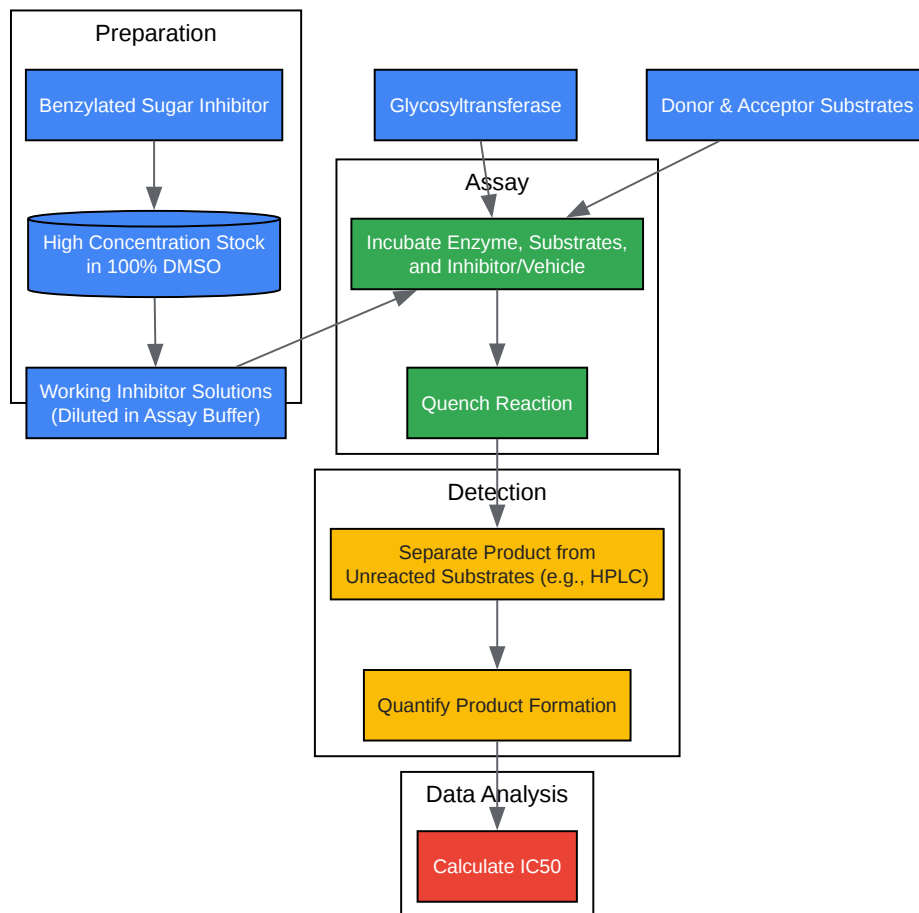 Preparation
Benzylated Sugar Inhibitor
Glycosyltransferase
Donor & Acceptor Substrates
Assay
High Concentration Stock
in 100% DMSO
Incubate Enzyme, Substrates,
and Inhibitor/Vehicle
Working Inhibitor Solutions
(Diluted in Assay Buffer)
Quench Reaction
Detection
Separate Product from
Unreacted Substrates (e.g., HPLC)
Quantify Product Formation
Data Analysis
Calculate IC50